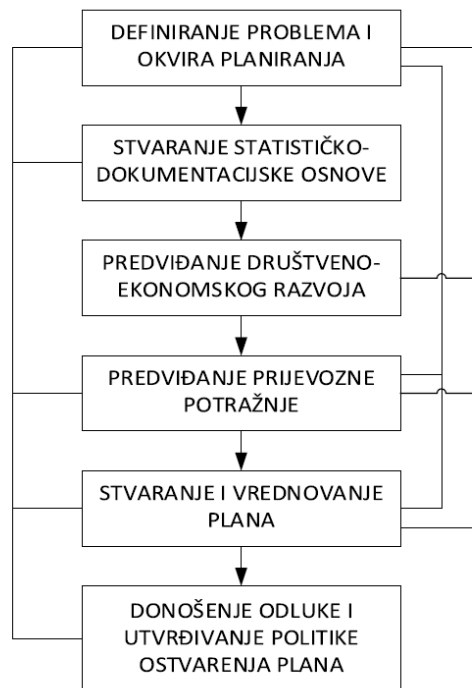 DEFINIRANJE PROBLEMA I
OKVIRA PLANIRANJA
STVARANJE STATISTIČKO-
DOKUMENTACIJSKE OSNOVE
PREDVIĐANJE DRUŠTVENO-
EKONOMSKOG RAZVOJA
PREDVIĐANJE PRIJEVOZNE
POTRAŽNJE
STVARANJE I VREDNOVANJE
PLANA
DONOŠENJE ODLUKE I
UTVRĐIVANJE POLITIKE
OSTVARENJA PLANA